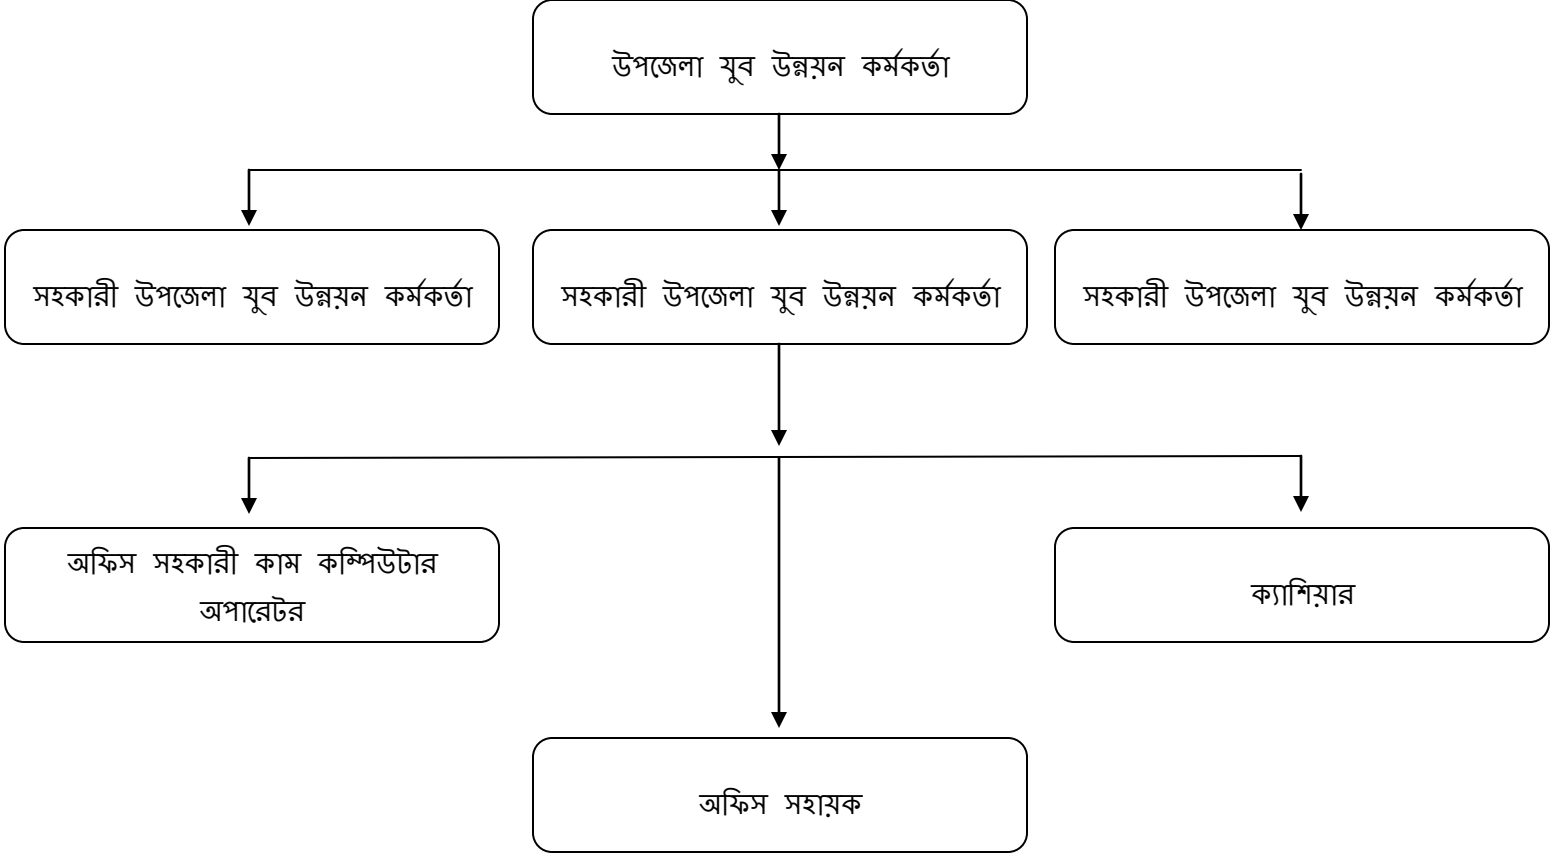 উপজেলা যুব উন্নয়ন কর্মকর্তা
সহকারী উপজেলা যুব উন্নয়ন কর্মকর্তা
সহকারী উপজেলা যুব উন্নয়ন কর্মকর্তা
সহকারী উপজেলা যুব উন্নয়ন কর্মকর্তা
অফিস সহকারী কাম কম্পিউটার
অপারেটর
ক্যাশিয়ার
অফিস সহায়ক